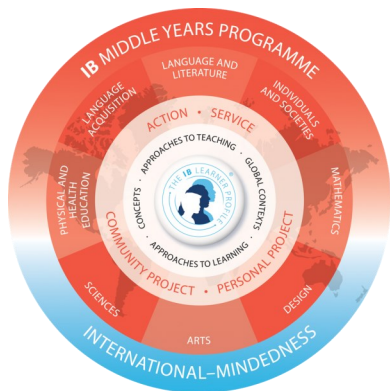 IB MIDDLE YEARS PROGRAMME
LANGUAGE AND
LITERATURE
LANGUAGE
ACQUISITION
INDIVIDUALS
AND SOCIETIES
PHYSICAL AND
HEALTH
EDUCATION
MATHEMATICS
SCIENCES
ARTS
DESIGN
ACTION • SERVICE
COMMUNITY PROJECT • PERSONAL PROJECT
APPROACHES TO TEACHING · GLOBAL CONTEXTS ·
APPROACHES TO LEARNING · CONCEPTS ·
THE IB LEARNER PROFILE
®
INTERNATIONAL–MINDEDNESS